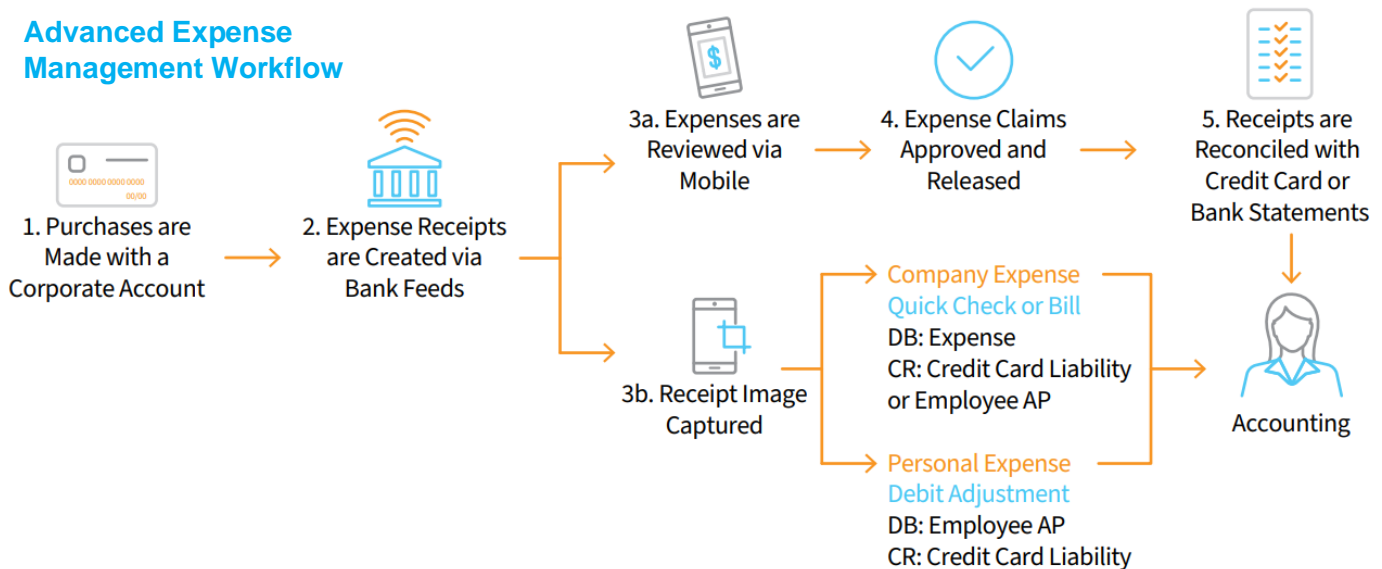 Advanced Expense
Management Workflow
0000 0000 0000 0000
00/00
1. Purchases are
Made with a
Corporate Account
2. Expense Receipts
are Created via
Bank Feeds
$
3a. Expenses are
Reviewed via
Mobile
4. Expense Claims
Approved and
Released
5. Receipts are
Reconciled with
Credit Card or
Bank Statements
3b. Receipt Image
Captured
Company Expense
Quick Check or Bill
DB: Expense
CR: Credit Card Liability
or Employee AP
Personal Expense
Debit Adjustment
DB: Employee AP
CR: Credit Card Liability
Accounting